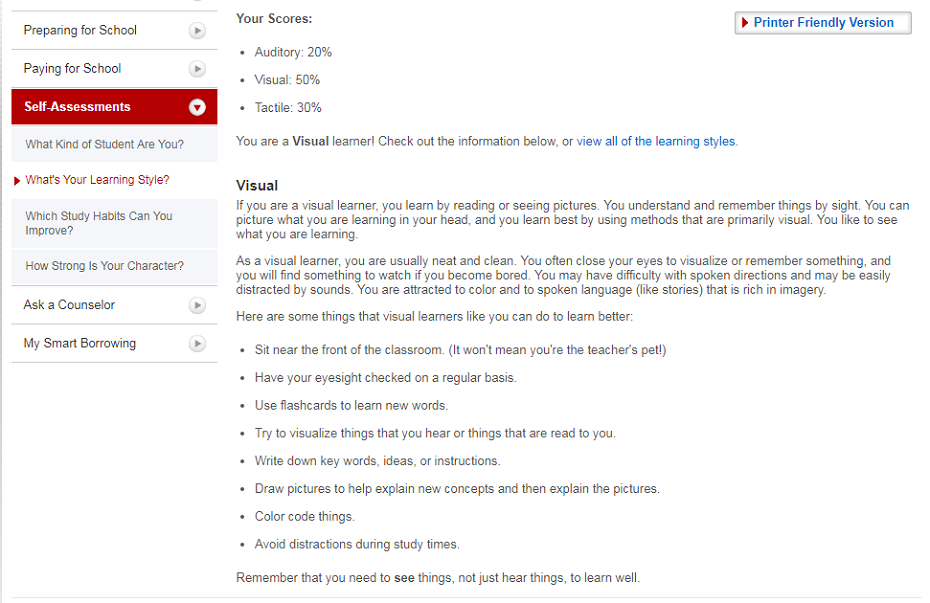 Preparing for School
Paying for School
Self-Assessments
What Kind of Student Are You?
What's Your Learning Style?
Which Study Habits Can You
Improve?
How Strong Is Your Character?
Ask a Counselor
My Smart Borrowing
Your Scores:
Printer Friendly Version
• Auditory: 20%
• Visual: 50%
• Tactile: 30%
You are a Visual learner! Check out the information below, or view all of the learning styles.
Visual
If you are a visual learner, you learn by reading or seeing pictures. You understand and remember things by sight. You can
picture what you are learning in your head, and you learn best by using methods that are primarily visual. You like to see
what you are learning.
As a visual learner, you are usually neat and clean. You often close your eyes to visualize or remember something, and
you will find something to watch if you become bored. You may have difficulty with spoken directions and may be easily
distracted by sounds. You are attracted to color and to spoken language (like stories) that is rich in imagery.
Here are some things that visual learners like you can do to learn better:
• Sit near the front of the classroom. (It won't mean you're the teacher's pet!)
• Have your eyesight checked on a regular basis.
• Use flashcards to learn new words.
• Try to visualize things that you hear or things that are read to you.
• Write down key words, ideas, or instructions.
• Draw pictures to help explain new concepts and then explain the pictures.
• Color code things.
• Avoid distractions during study times.
Remember that you need to see things, not just hear things, to learn well.